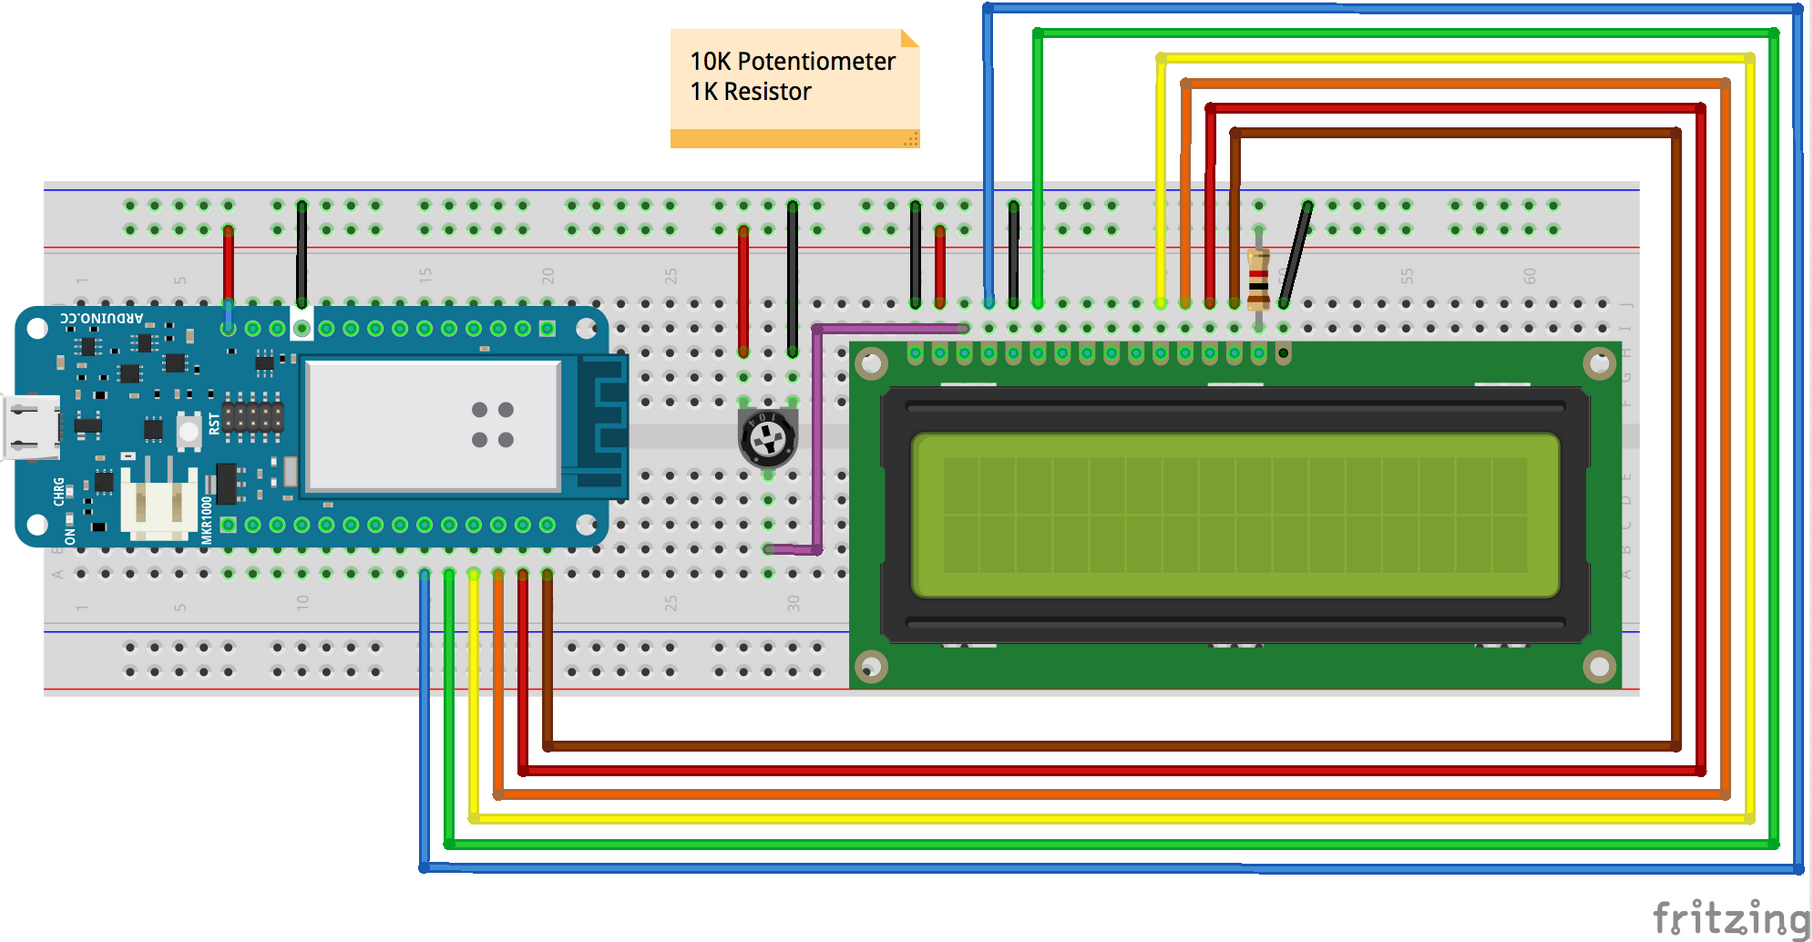 10K Potentiometer
1K Resistor
1
5
15
20
25
55
60
J
I
H
G
F
ARDUINO.CC
RST
CHRG
ON
MKR1000
E
D
C
B
A
B
A
1
5
10
25
30
fritzing